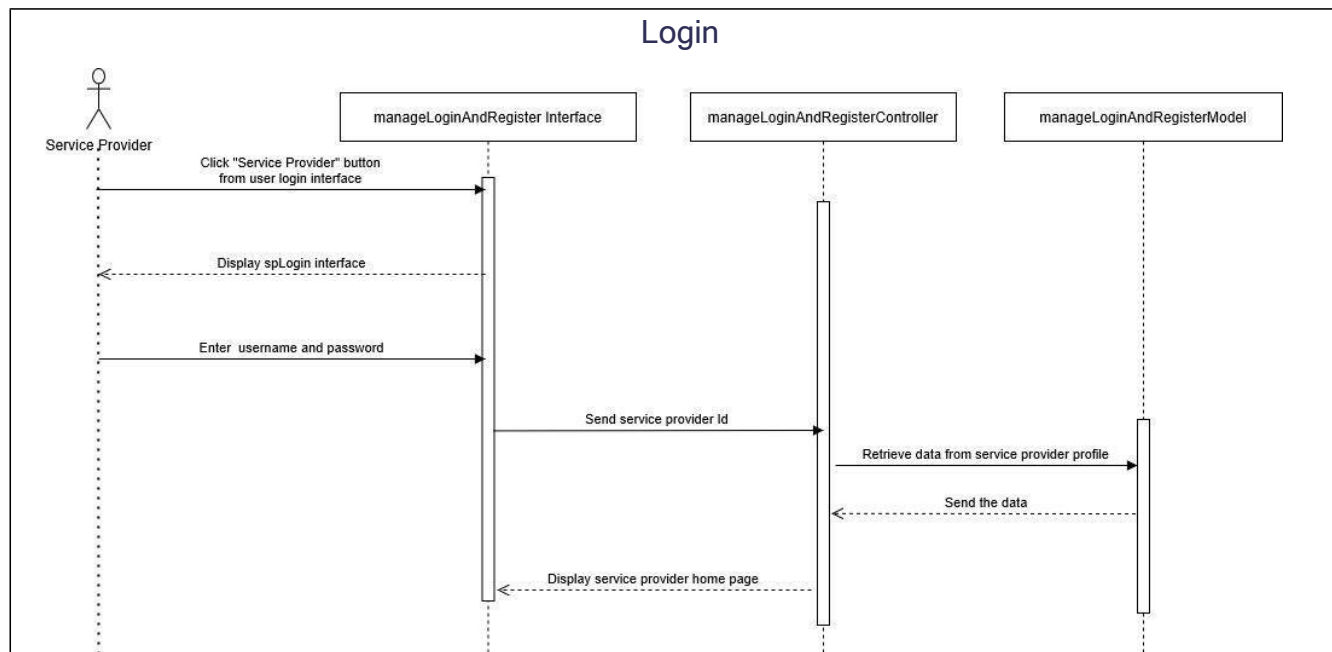 Login
Service Provider
manageLoginAndRegister Interface
manageLoginAndRegisterController
manageLoginAndRegisterModel
Click "Service Provider" button
from user login interface
Display spLogin interface
Enter username and password
Send service provider Id
Retrieve data from service provider profile
Send the data
Display service provider home page